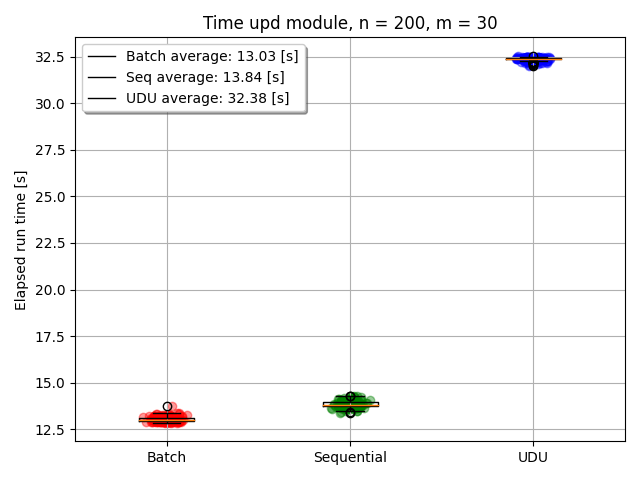 Time upd module, n = 200, m = 30
Batch average: 13.03 [s]
Seq average: 13.84 [s]
UDU average: 32.38 [s]
Elapsed run time [s]
32.5
30.0
27.5
25.0
22.5
20.0
17.5
15.0
12.5
Batch
Sequential
UDU